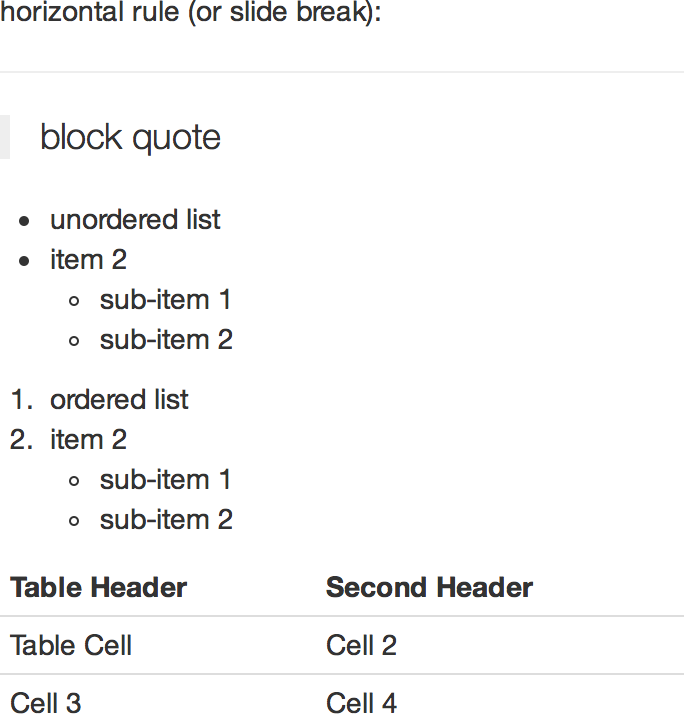 horizontal rule (or slide break):
block quote
• unordered list
• item 2
◦ sub-item 1
◦ sub-item 2
1. ordered list
2. item 2
◦ sub-item 1
◦ sub-item 2
Table Header Second Header
Table Cell Cell 2
Cell 3 Cell 4